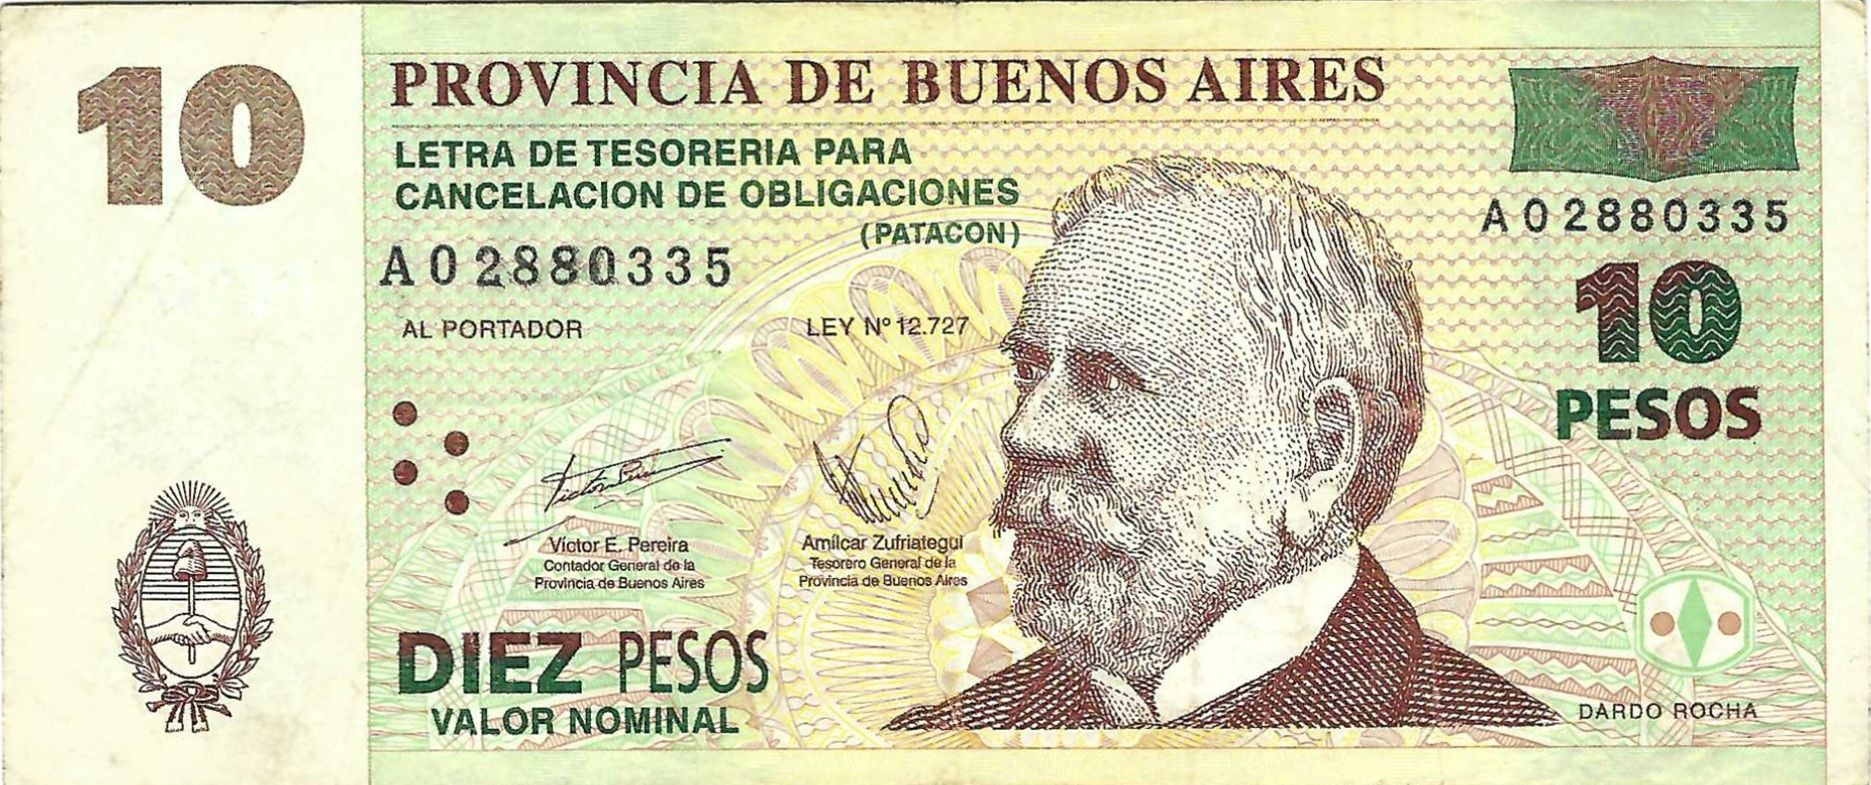 10
PROVINCIA DE BUENOS AIRES
LETRA DE TESORERIA PARA
CANCELACION DE OBLIGACIONES
(PATACON)
A02880335
A02880335
AL PORTADOR
LEY Nº 12.727
10
PESOS
Víctor E. Pereira
Contador General de la
Provincia de Buenos Aires
Amílcar Zufriategui
Tesorero General de la
Provincia de Buenos Aires
DIEZ PESOS
VALOR NOMINAL
DARDO ROCHA